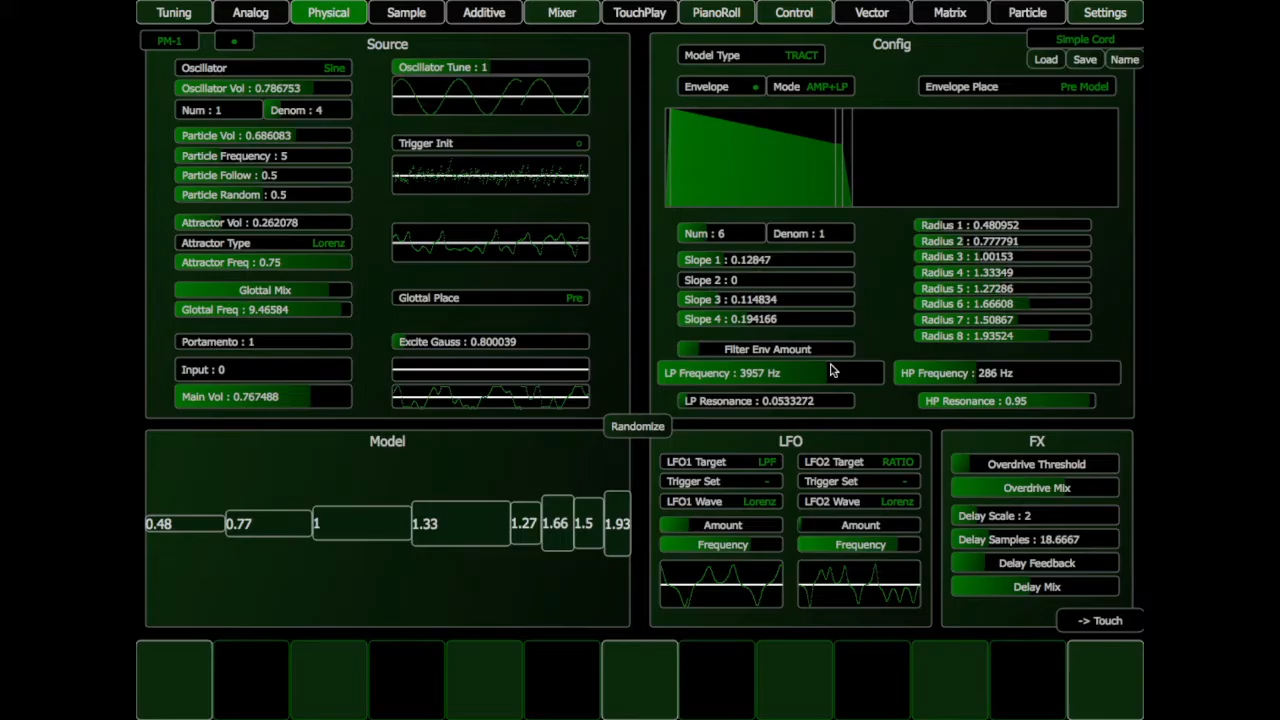 Tuning Analog Physical Sample Additive Mixer TouchPlay PianoRoll Control Vector Matrix Particle Settings
PM-1
Source
Oscillator Sine
Oscillator Vol : 0.786753
Num : 1 Denom : 4
Particle Vol : 0.686083
Particle Frequency : 5
Particle Follow : 0.5
Particle Random : 0.5
Attractor Vol : 0.262078
Attractor Type Lorenz
Attractor Freq : 0.75
Glottal Mix
Glottal Freq : 9.46584
Portamento : 1
Input : 0
Main Vol : 0.767488
Oscillator Tune : 1
Trigger Init
Glottal Place Pre
Excite Gauss : 0.800039
Config
Simple Cord
Load Save Name
Model Type TRACT
Envelope Mode AMP+LP Envelope Place Pre Model
Num : 6 Denom : 1
Slope 1 : 0.12847
Slope 2 : 0
Slope 3 : 0.114834
Slope 4 : 0.194166
Filter Env Amount
LP Frequency : 3957 Hz
LP Resonance : 0.0533272
Radius 1 : 0.480952
Radius 2 : 0.777791
Radius 3 : 1.00153
Radius 4 : 1.33349
Radius 5 : 1.27286
Radius 6 : 1.66608
Radius 7 : 1.50867
Radius 8 : 1.93524
HP Frequency : 286 Hz
HP Resonance : 0.95
Randomize
Model
0.48 0.77 1 1.33 1.27 1.66 1.5 1.93
LFO
LFO1 Target LPF
Trigger Set -
LFO1 Wave Lorenz
Amount
Frequency
LFO2 Target RATIO
Trigger Set -
LFO2 Wave Lorenz
Amount
Frequency
FX
Overdrive Threshold
Overdrive Mix
Delay Scale : 2
Delay Samples : 18.6667
Delay Feedback
Delay Mix
-> Touch